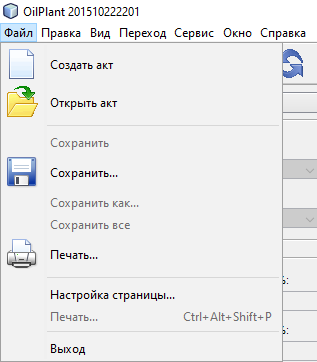 OilPlant 201510222201
Файл Правка Вид Переход Сервис Окно Справка
Создать акт
Открыть акт
Сохранить
Сохранить...
Сохранить как...
Сохранить все
Печать...
Настройка страницы...
Печать... Ctrl+Alt+Shift+P
Выход
%:
%: